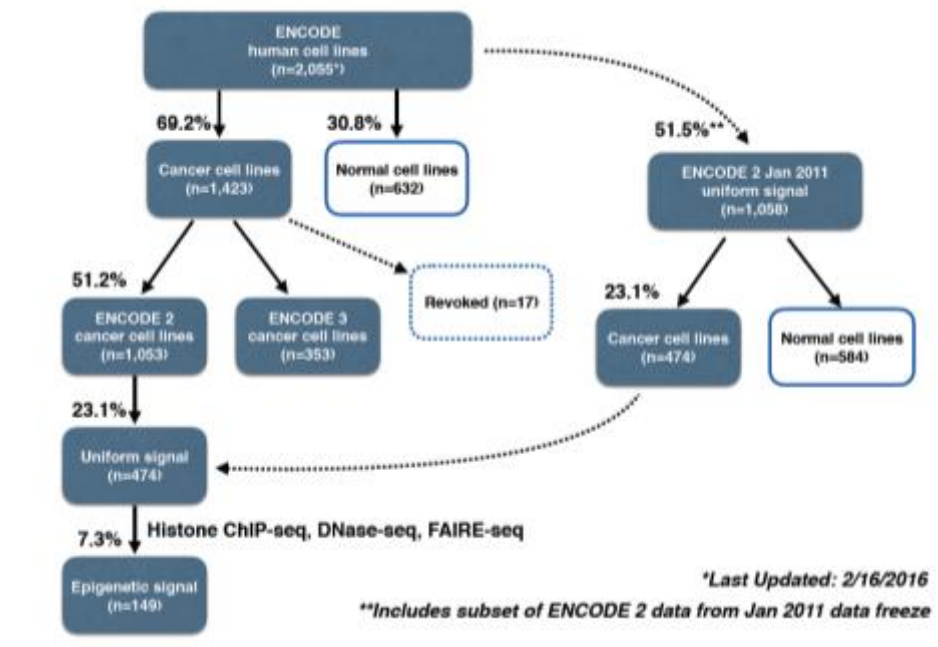 ENCODE
human cell lines
(n=2,055*)
69.2%
30.8%
51.5%**
Cancer cell lines
(n=1,423)
Normal cell lines
(n=632)
ENCODE 2 Jan 2011
uniform signal
(n=1,058)
51.2%
Revoked (n=17)
23.1%
ENCODE 2
cancer cell lines
(n=1,053)
ENCODE 3
cancer cell lines
(n=353)
Cancer cell lines
(n=474)
Normal cell lines
(n=584)
23.1%
Uniform signal
(n=474)
7.3%
Histone ChIP-seq, DNase-seq, FAIRE-seq
Epigenetic signal
(n=149)
*Last Updated: 2/16/2016
**Includes subset of ENCODE 2 data from Jan 2011 data freeze